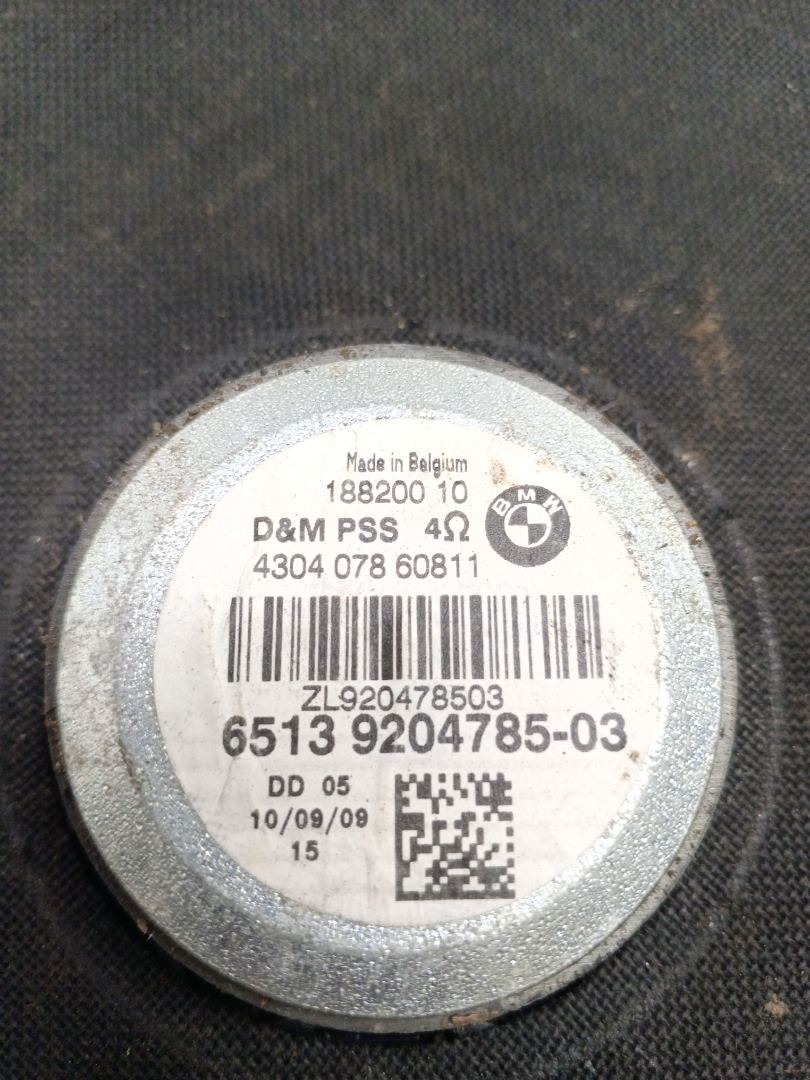 Made in Belgium
188200 10
D&M PSS 4Ω
BMW
4304 078 60811
ZL920478503
6513 9204785-03
DD 05
10/09/09
15